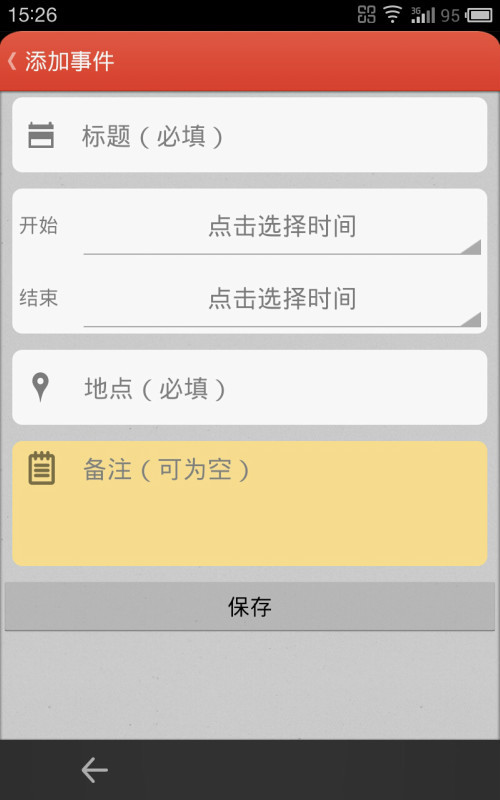 15:26
3G 95
添加事件
标题（必填）
开始 点击选择时间
结束 点击选择时间
地点（必填）
备注（可为空）
保存